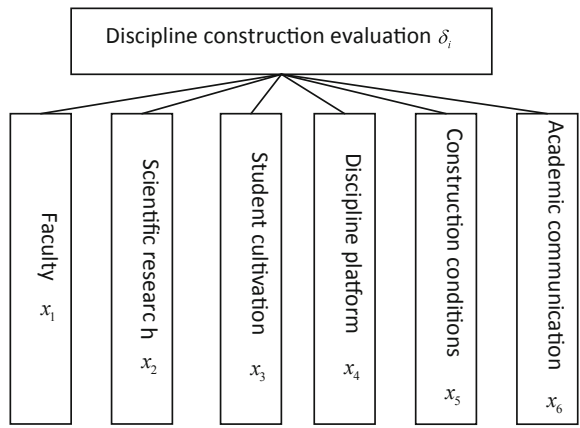 Discipline construction evaluation δᵢ
Faculty x₁
Scientific researc h x₂
Student cultivation x₃
Discipline platform x₄
Construction conditions x₅
Academic communication x₆